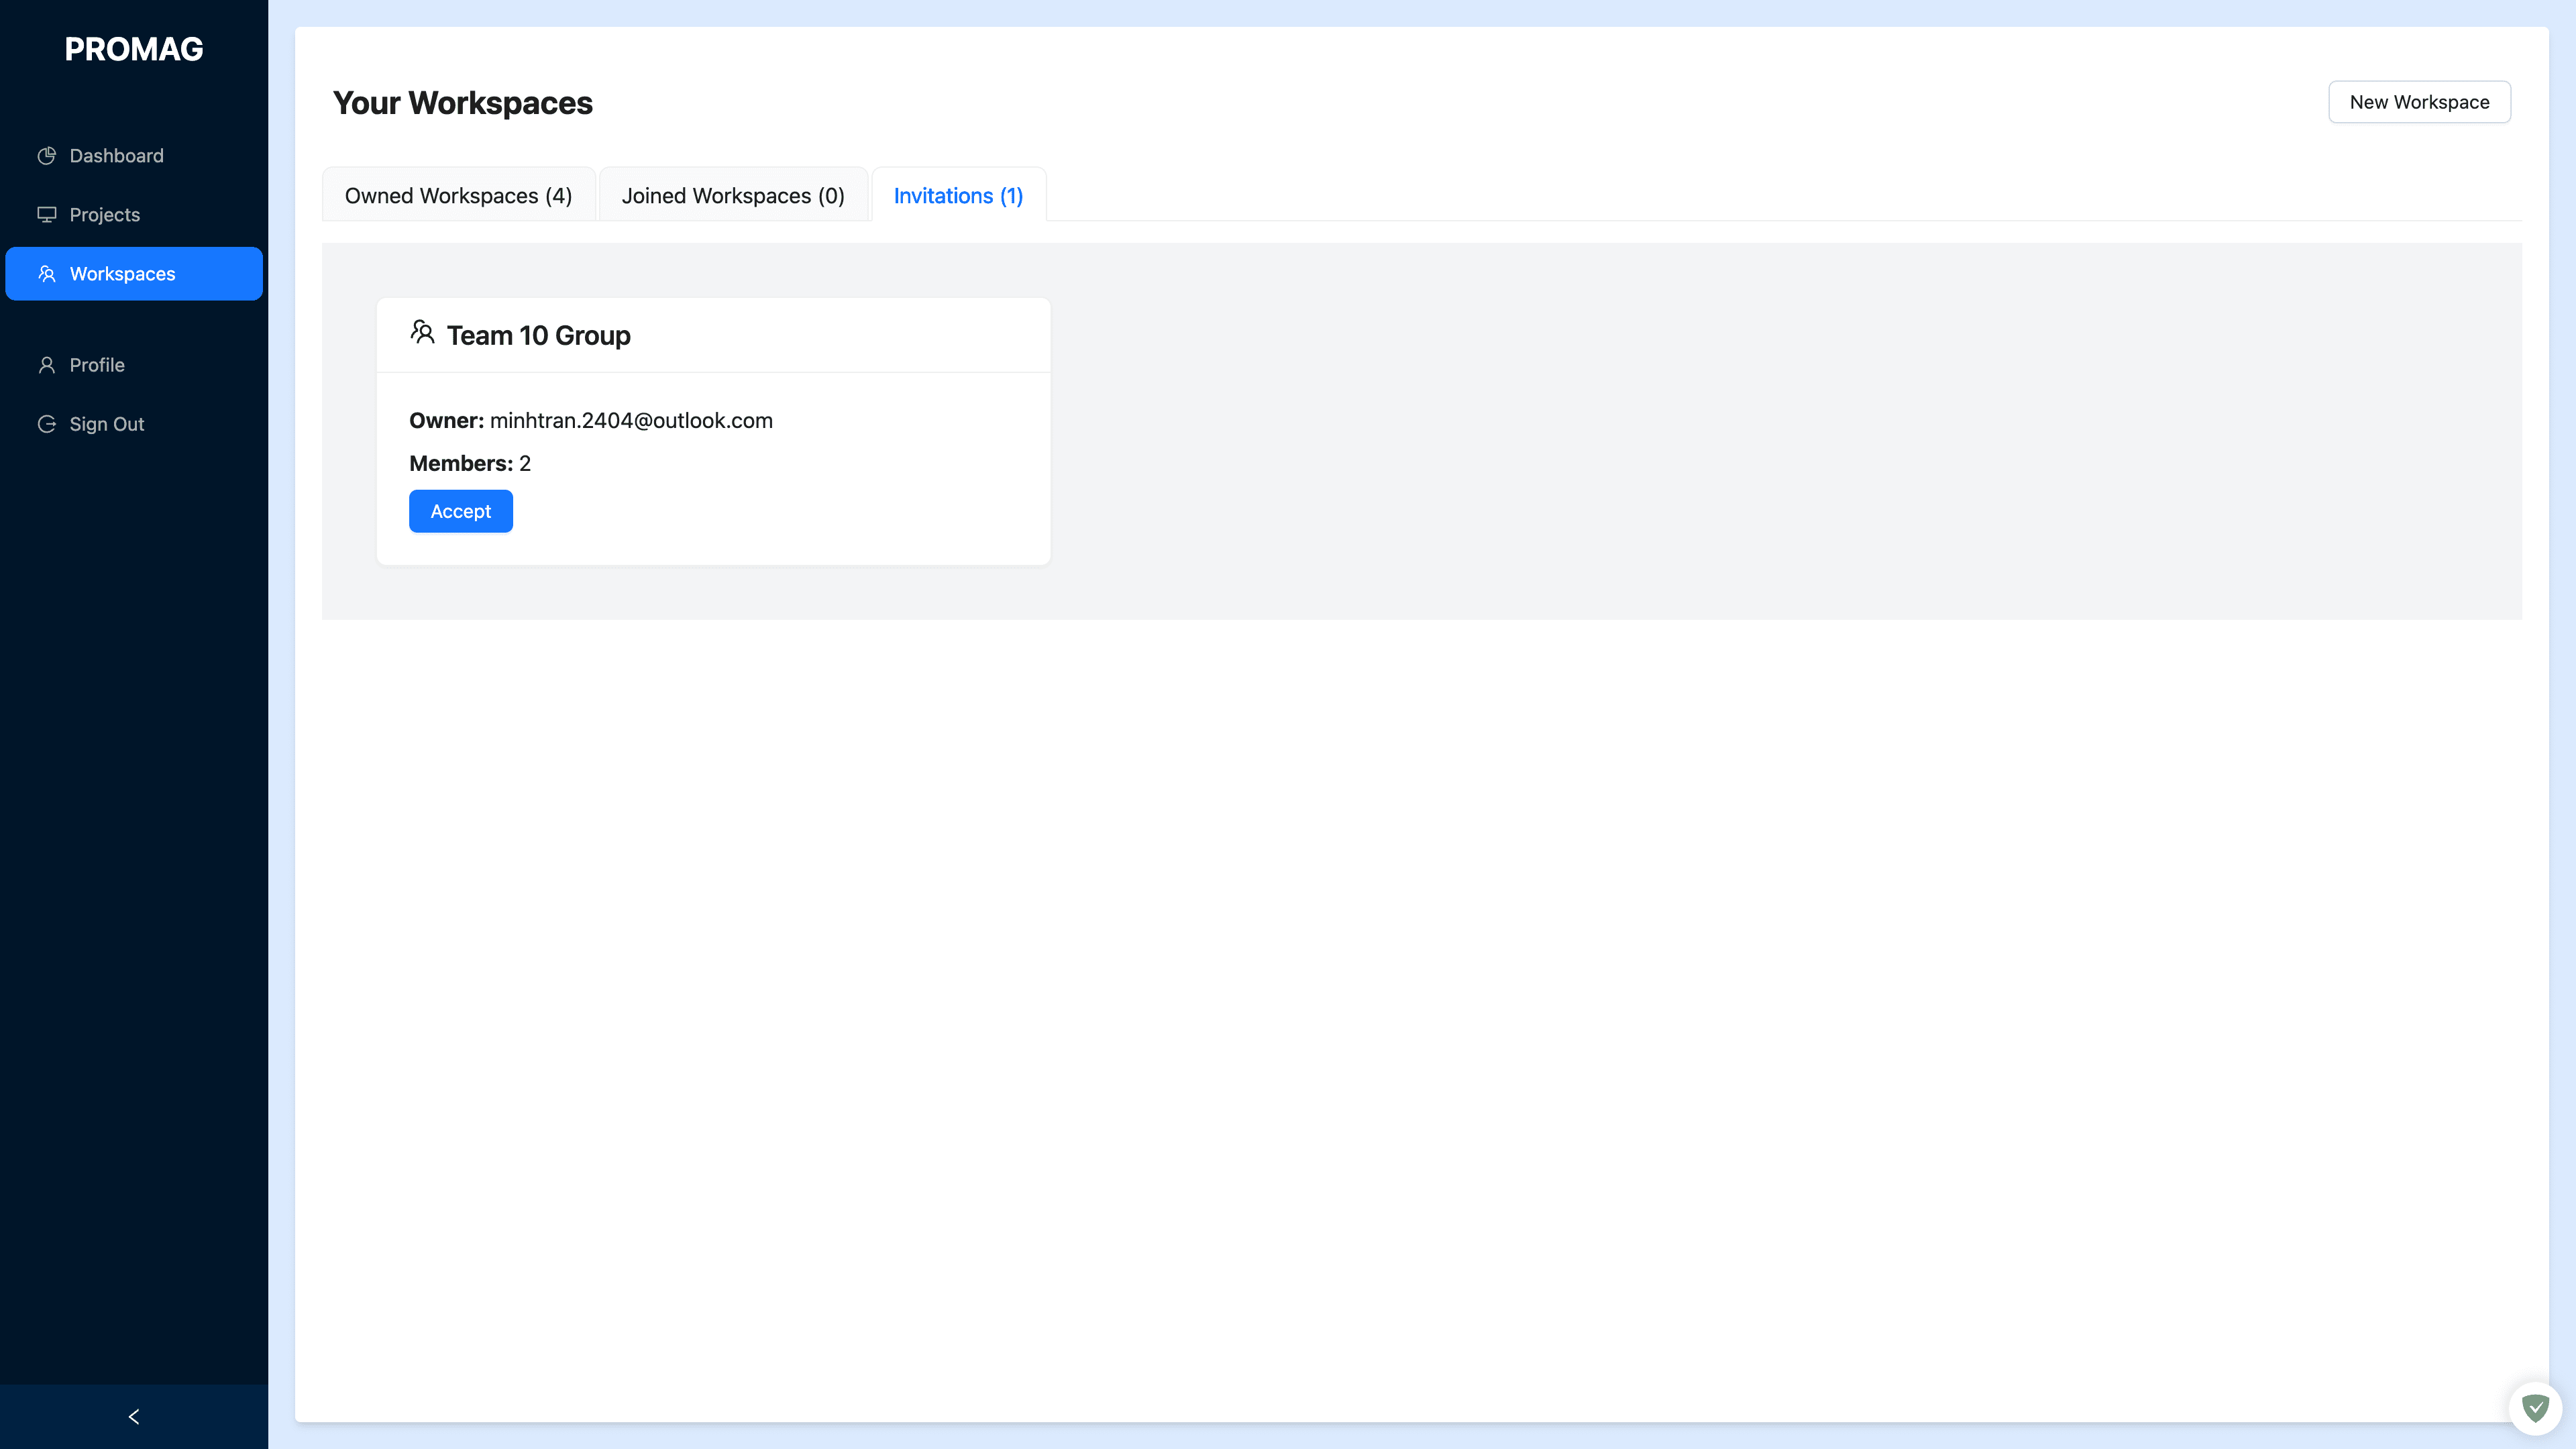 PROMAG
Dashboard
Projects
Workspaces
Profile
Sign Out
Your Workspaces
New Workspace
Owned Workspaces (4)
Joined Workspaces (0)
Invitations (1)
Team 10 Group
Owner: minhtran.2404@outlook.com
Members: 2
Accept